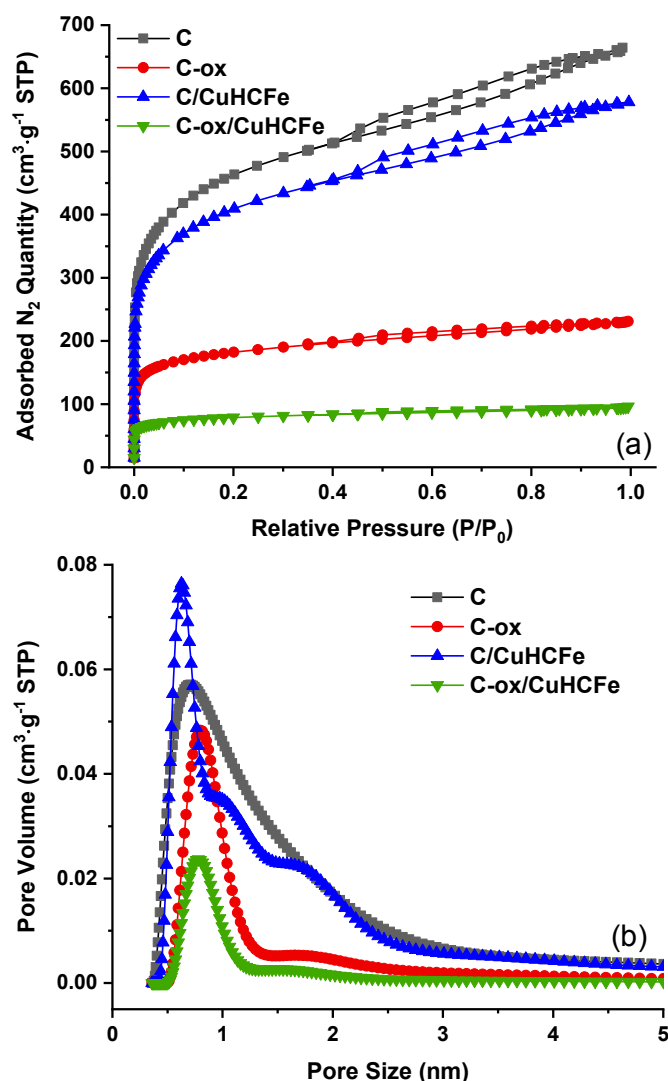 700
600
500
400
300
200
100
0
Adsorbed N₂ Quantity (cm³·g⁻¹ STP)
C
C-ox
C/CuHCFe
C-ox/CuHCFe
(a)
0.0 0.2 0.4 0.6 0.8 1.0
Relative Pressure (P/P₀)
0.08
0.06
0.04
0.02
0.00
Pore Volume (cm³·g⁻¹ STP)
C
C-ox
C/CuHCFe
C-ox/CuHCFe
(b)
0 1 2 3 4 5
Pore Size (nm)